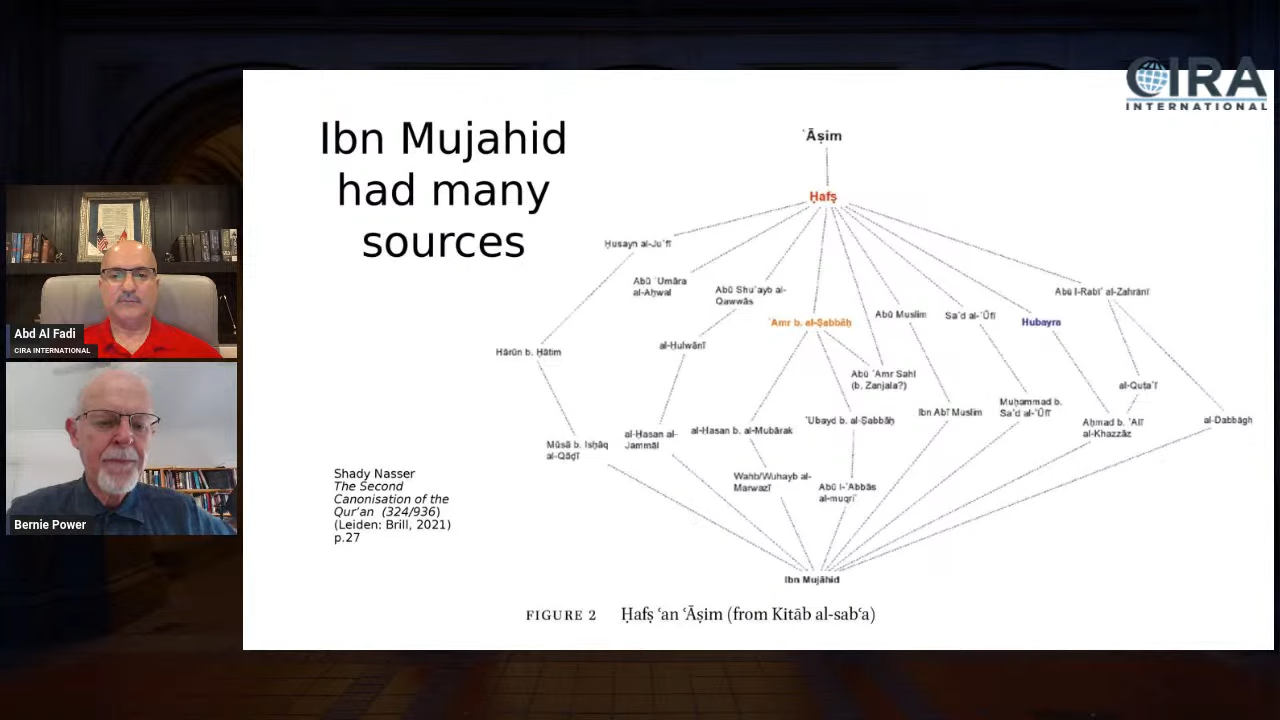 CIRA
INTERNATIONAL
Ibn Mujahid
had many
sources
ʿĀṣim
Ḥafṣ
Ḥusayn al-Juʿfī
Abū ʿUmāra
al-Aḥwal
Abū Shuʿayb al-
Qawwās
ʿAmr b. al-Ṣabbāḥ
Abū Muslim
Saʿd al-ʿŪfī
Hubayra
Abū l-Rabīʿ al-Zahrānī
Hārūn b. Ḥātim
al-Ḥulwānī
Abū ʿAmr Sahl
(b. Zanjala?)
al-Quṭaʿī
Mūsā b. Isḥāq
al-Qāḍī
al-Ḥasan al-
Jammāl
al-Ḥasan b. al-Mubārak
ʿUbayd b. al-Ṣabbāḥ
Ibn Abī Muslim
Muḥammad b.
Saʿd al-ʿŪfī
Aḥmad b. ʿAlī
al-Khazzāz
al-Dabbāgh
Wahb/Wuhayb al-
Marwazī
Abū l-ʿAbbās
al-muqriʾ
Ibn Mujāhid
FIGURE 2 Ḥafṣ ʿan ʿĀṣim (from Kitāb al-sabʿa)
Shady Nasser
The Second
Canonisation of the
Qur'an (324/936)
(Leiden: Brill, 2021)
p.27
Abd Al Fadi
CIRA INTERNATIONAL
Bernie Power